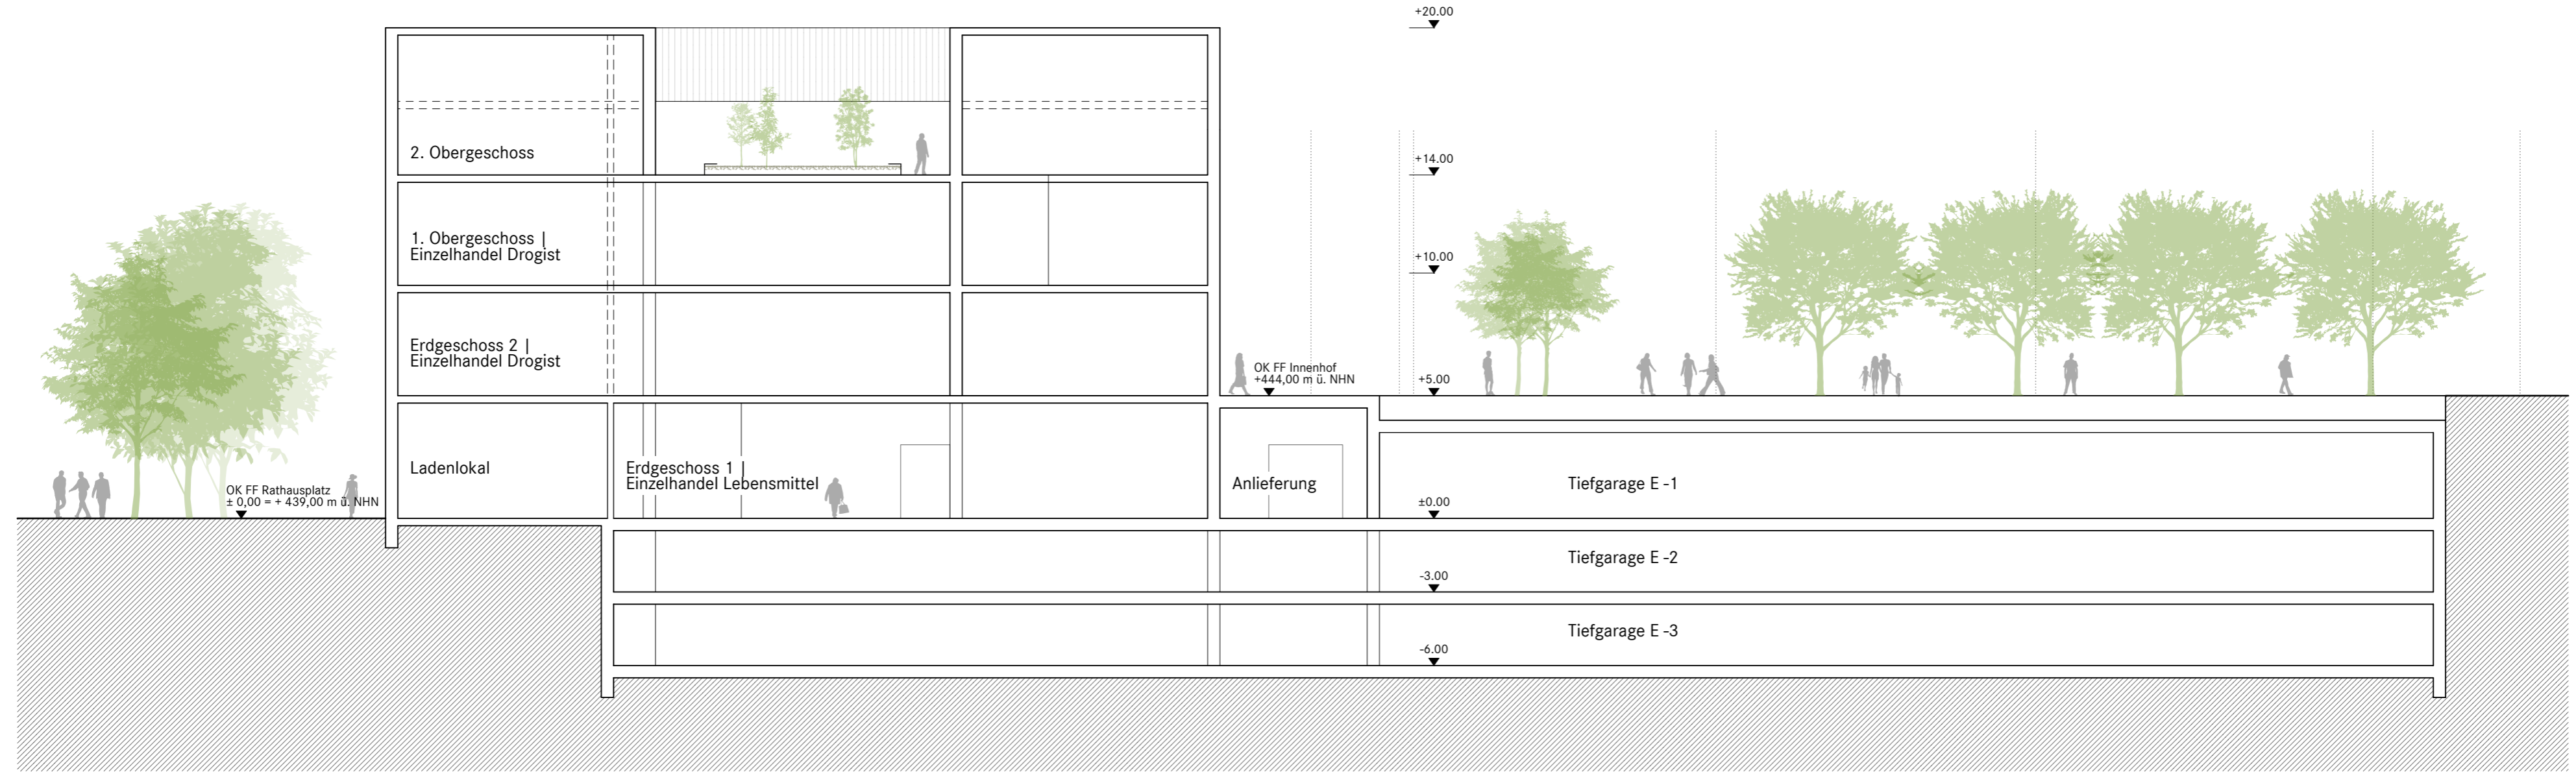 +20.00
2. Obergeschoss
+14.00
1. Obergeschoss |
Einzelhandel Drogist
+10.00
Erdgeschoss 2 |
Einzelhandel Drogist
OK FF Innenhof
+444,00 m ü. NHN
+5.00
Ladenlokal
Erdgeschoss 1 |
Einzelhandel Lebensmittel
Anlieferung
Tiefgarage E -1
OK FF Rathausplatz
± 0,00 = + 439,00 m ü. NHN
±0.00
Tiefgarage E -2
-3.00
Tiefgarage E -3
-6.00